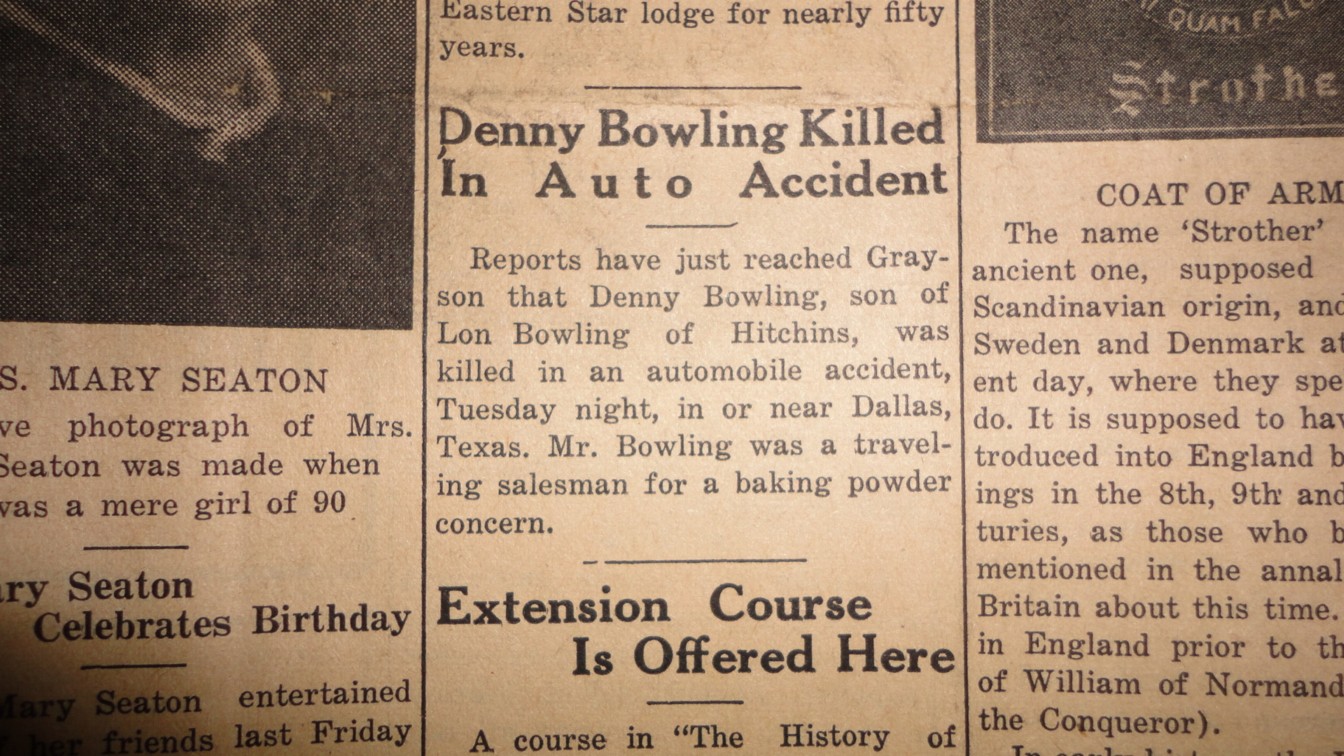 S. MARY SEATON
ve photograph of Mrs.
Seaton was made when
was a mere girl of 90
ary Seaton
Celebrates Birthday
Mary Seaton entertained
her friends last Friday
Eastern Star lodge for nearly fifty
years.
Denny Bowling Killed
In Auto Accident
Reports have just reached Gray-
son that Denny Bowling, son of
Lon Bowling of Hitchins, was
killed in an automobile accident,
Tuesday night, in or near Dallas,
Texas. Mr. Bowling was a travel-
ing salesman for a baking powder
concern.
Extension Course
Is Offered Here
A course in “The History of
QUAM FAL
Strothe
COAT OF ARM
The name ‘Strother’
ancient one, supposed
Scandinavian origin, and
Sweden and Denmark at
ent day, where they spe
do. It is supposed to hav
troduced into England b
ings in the 8th, 9th and
turies, as those who b
mentioned in the annal
Britain about this time.
in England prior to th
of William of Normand
the Conqueror).